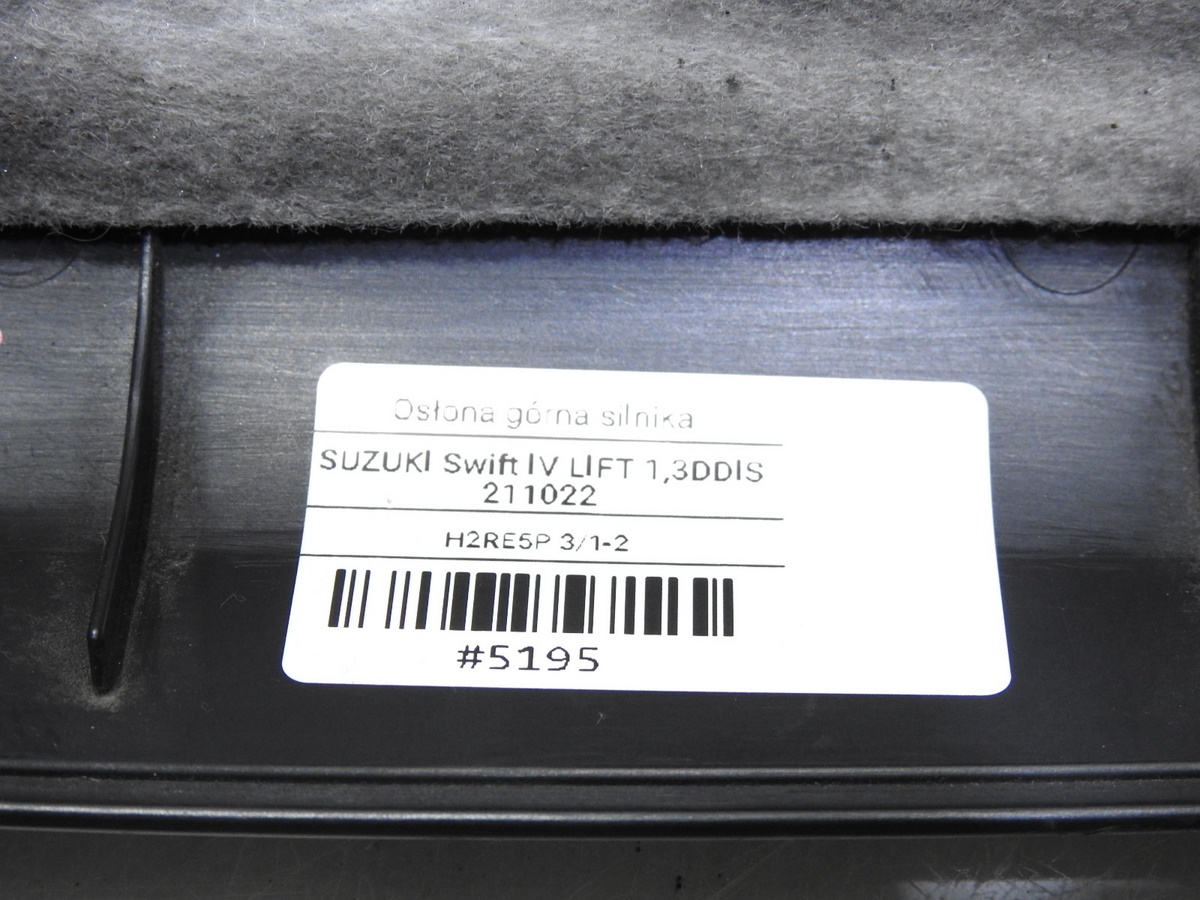 Osłona górna silnika
SUZUKI Swift IV LIFT 1,3DDIS
211022
H2RE5P 3/1-2
#5195